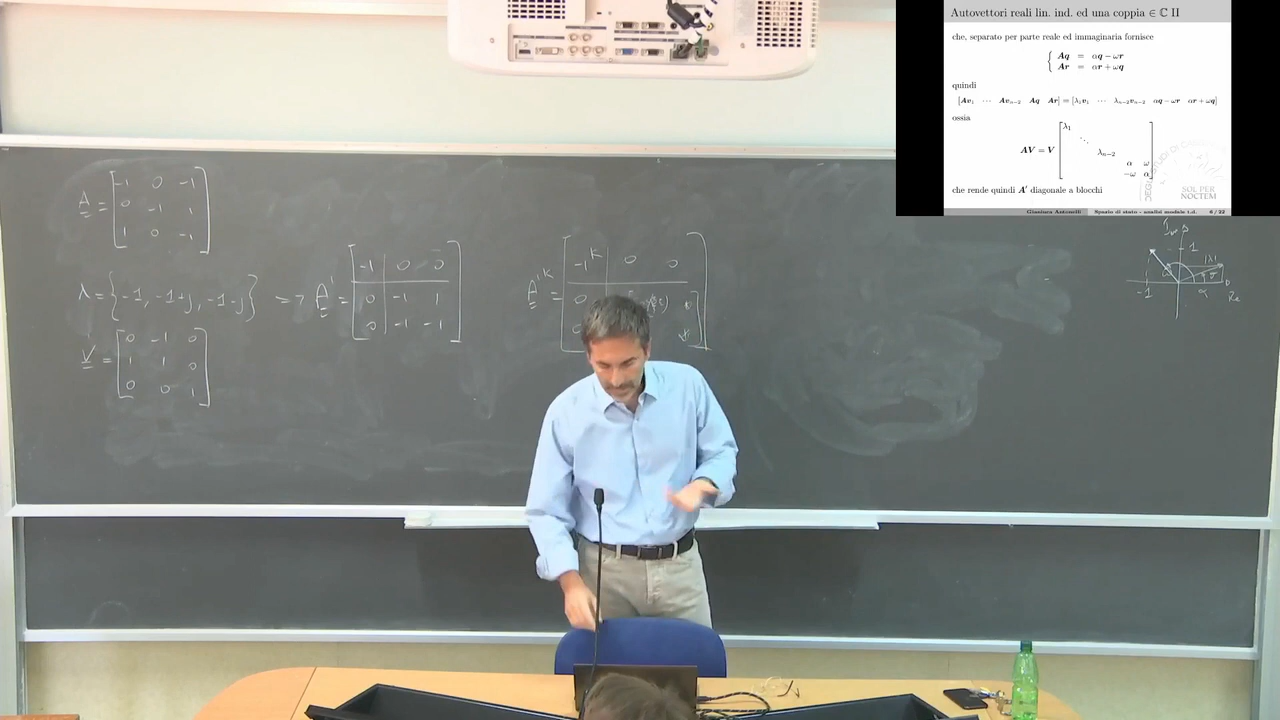 Autovettori reali lin. ind. ed una coppia ∈ ℂ II
che, separato per parte reale ed immaginaria fornisce
{ Aq = αq − ωr
Ar = αr + ωq
quindi
[Av₁ ⋯ Avₙ₋₂ Aq Ar] = [λ₁v₁ ⋯ λₙ₋₂vₙ₋₂ αq − ωr αr + ωq]
ossia
AV = V [ λ₁
⋱
λₙ₋₂
α ω
−ω α ]
che rende quindi A' diagonale a blocchi
SOL PER
NOCTEM
Gianluca Antonelli Spazio di stato - analisi modale t.d. 6 / 22
A = [ -1 0 -1
0 -1 1
1 0 -1 ]
λ = { -1, -1+j, -1-j } => A' = [ -1 0 0
0 -1 1
0 -1 -1 ]
A'ᵏ = [ -1ᵏ 0 0
0
V = [ 0 -1 0
1 1 0
0 0 1 ]
Im
1
|λ|
ω
-1
α
Re